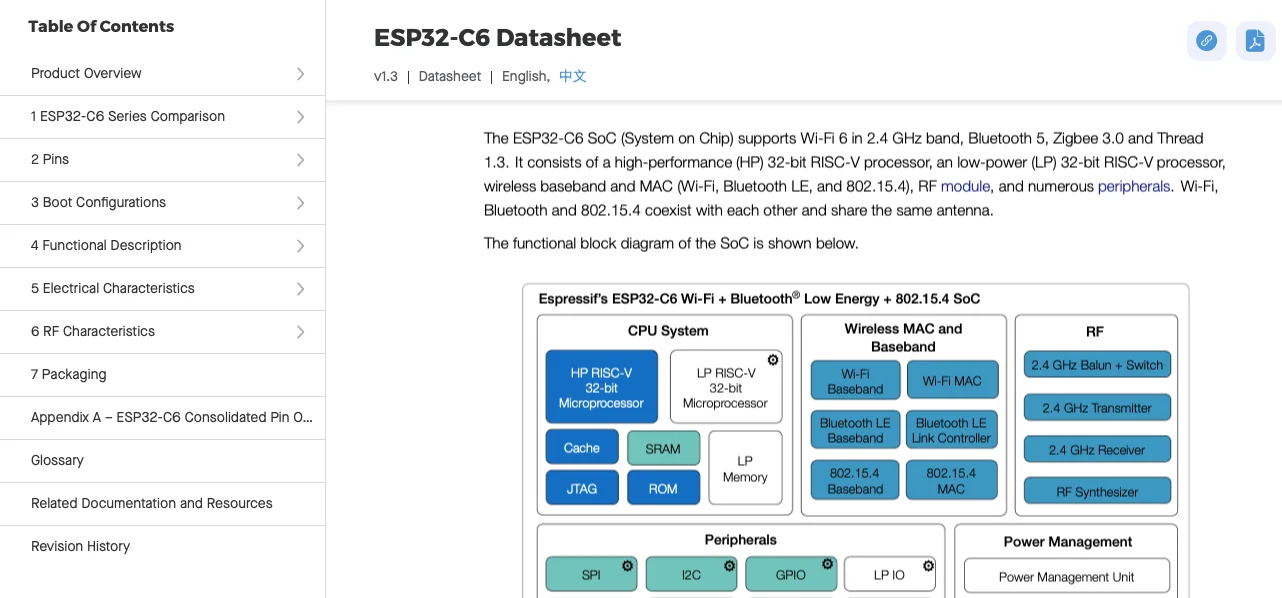 Table Of Contents
Product Overview
1 ESP32-C6 Series Comparison
2 Pins
3 Boot Configurations
4 Functional Description
5 Electrical Characteristics
6 RF Characteristics
7 Packaging
Appendix A – ESP32-C6 Consolidated Pin O...
Glossary
Related Documentation and Resources
Revision History
ESP32-C6 Datasheet
v1.3 | Datasheet | English, 中文
The ESP32-C6 SoC (System on Chip) supports Wi-Fi 6 in 2.4 GHz band, Bluetooth 5, Zigbee 3.0 and Thread
1.3. It consists of a high-performance (HP) 32-bit RISC-V processor, an low-power (LP) 32-bit RISC-V processor,
wireless baseband and MAC (Wi-Fi, Bluetooth LE, and 802.15.4), RF module, and numerous peripherals. Wi-Fi,
Bluetooth and 802.15.4 coexist with each other and share the same antenna.
The functional block diagram of the SoC is shown below.
Espressif's ESP32-C6 Wi-Fi + Bluetooth® Low Energy + 802.15.4 SoC
CPU System
HP RISC-V
32-bit
Microprocessor
LP RISC-V
32-bit
Microprocessor
Cache
SRAM
LP
Memory
JTAG
ROM
Wireless MAC and
Baseband
Wi-Fi
Baseband
Wi-Fi MAC
Bluetooth LE
Baseband
Bluetooth LE
Link Controller
802.15.4
Baseband
802.15.4
MAC
RF
2.4 GHz Balun + Switch
2.4 GHz Transmitter
2.4 GHz Receiver
RF Synthesizer
Peripherals
SPI
I2C
GPIO
LP IO
Power Management
Power Management Unit